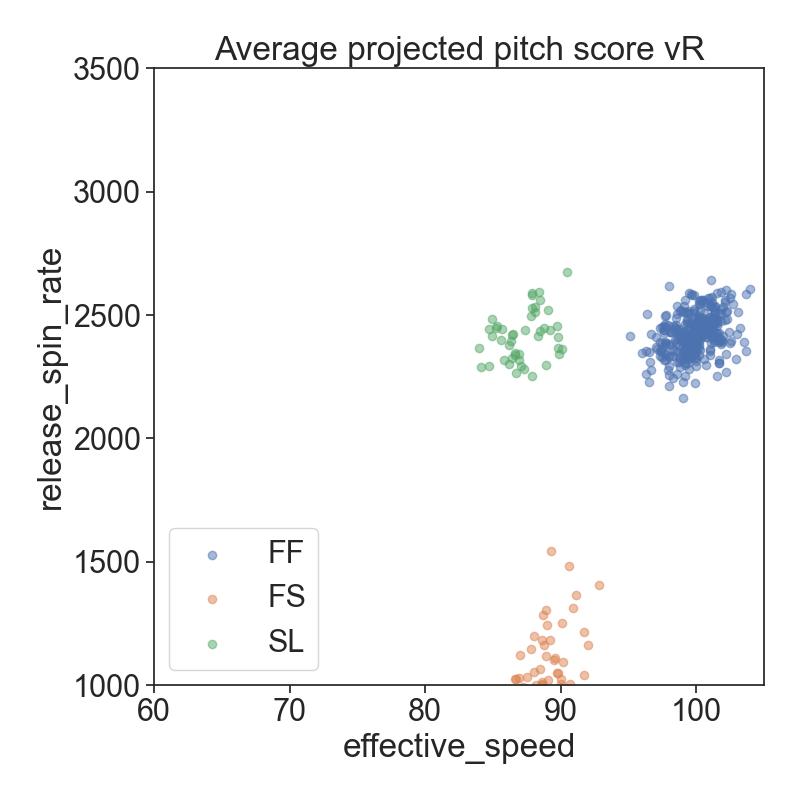 Average projected pitch score vR
3500
3000
2500
2000
1500
1000
release_spin_rate
FF
FS
SL
60 70 80 90 100
effective_speed